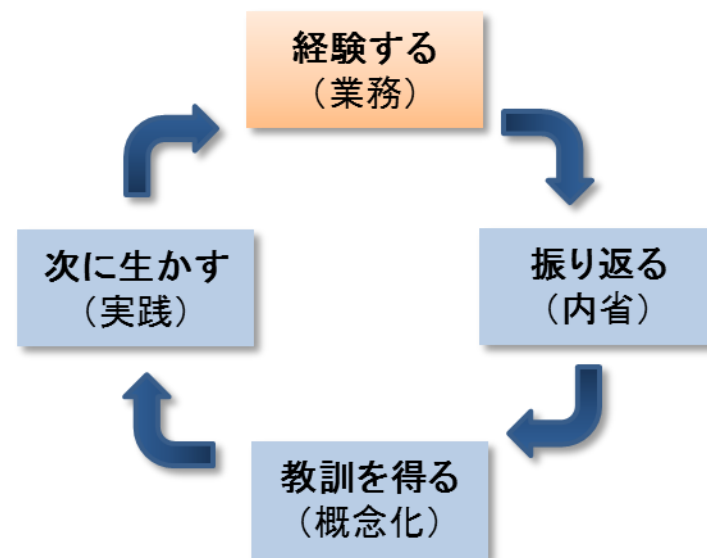 経験する
（業務）
振り返る
（内省）
教訓を得る
（概念化）
次に生かす
（実践）